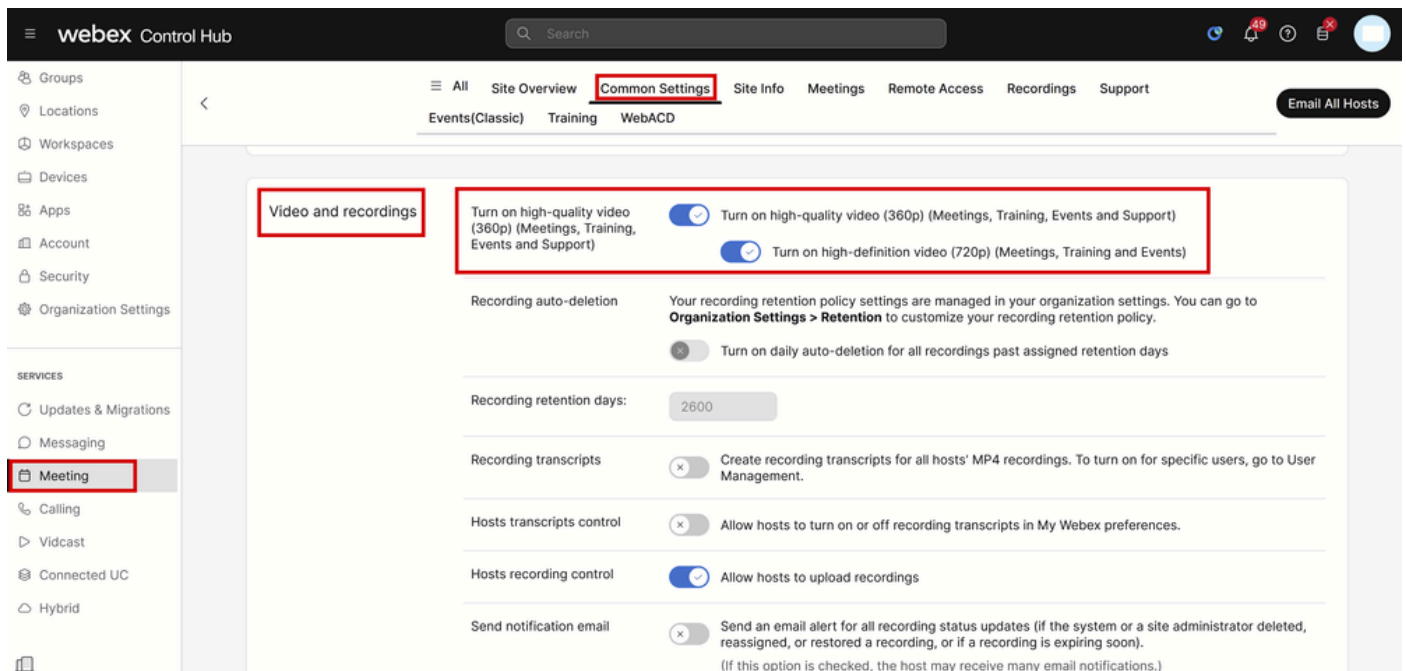 webex Control Hub
Search
49
Groups
Locations
Workspaces
Devices
Apps
Account
Security
Organization Settings
SERVICES
Updates & Migrations
Messaging
Meeting
Calling
Vidcast
Connected UC
Hybrid
All Site Overview Common Settings Site Info Meetings Remote Access Recordings Support
Events(Classic) Training WebACD
Email All Hosts
Video and recordings
Turn on high-quality video
(360p) (Meetings, Training,
Events and Support)
Turn on high-quality video (360p) (Meetings, Training, Events and Support)
Turn on high-definition video (720p) (Meetings, Training and Events)
Recording auto-deletion
Your recording retention policy settings are managed in your organization settings. You can go to
Organization Settings > Retention to customize your recording retention policy.
Turn on daily auto-deletion for all recordings past assigned retention days
Recording retention days:
2600
Recording transcripts
Create recording transcripts for all hosts' MP4 recordings. To turn on for specific users, go to User
Management.
Hosts transcripts control
Allow hosts to turn on or off recording transcripts in My Webex preferences.
Hosts recording control
Allow hosts to upload recordings
Send notification email
Send an email alert for all recording status updates (if the system or a site administrator deleted,
reassigned, or restored a recording, or if a recording is expiring soon).
(If this option is checked, the host may receive many email notifications.)